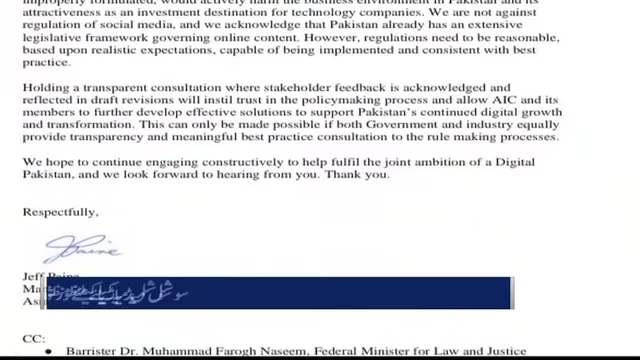 improperly formulated, would actively harm the business environment in Pakistan and its
attractiveness as an investment destination for technology companies. We are not against
regulation of social media, and we acknowledge that Pakistan already has an extensive
legislative framework governing online content. However, regulations need to be reasonable,
based upon realistic expectations, capable of being implemented and consistent with best
practice.
Holding a transparent consultation where stakeholder feedback is acknowledged and
reflected in draft revisions will instil trust in the policymaking process and allow AIC and its
members to further develop effective solutions to support Pakistan's continued digital growth
and transformation. This can only be made possible if both Government and industry equally
provide transparency and meaningful best practice consultation to the rule making processes.
We hope to continue engaging constructively to help fulfil the joint ambition of a Digital
Pakistan, and we look forward to hearing from you. Thank you.
Respectfully,
JPaine
Jeff Paine
سوشل
CC:
● Barrister Dr. Muhammad Farogh Naseem, Federal Minister for Law and Justice